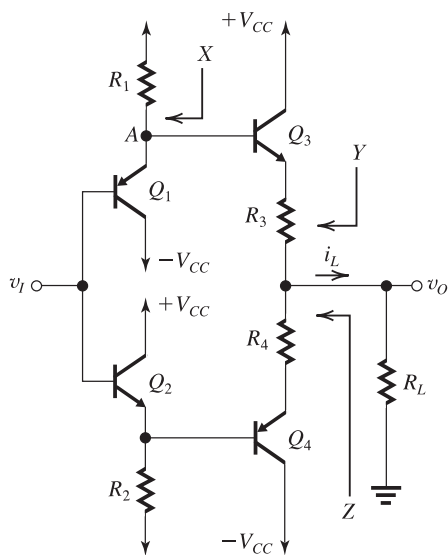 +V_CC
X
R_1
A
Q_3
Y
Q_1
R_3
−V_CC
i_L
v_I
v_O
+V_CC
R_4
Q_2
R_L
Q_4
R_2
Z
−V_CC